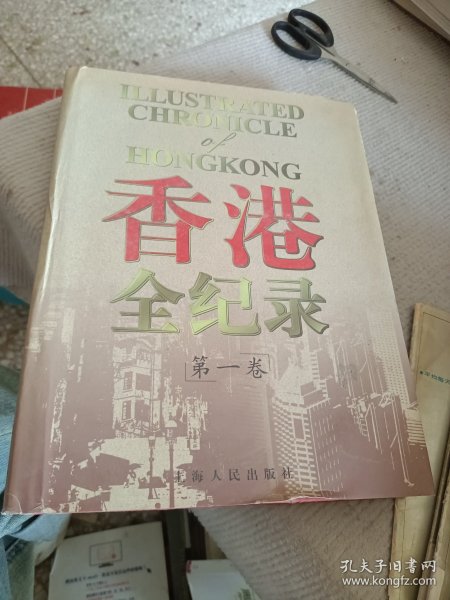 ILLUSTRATED
CHRONICLE
of
HONGKONG
香港
全纪录
第一卷
上海人民出版社
孔夫子旧书网
www.kongfz.com